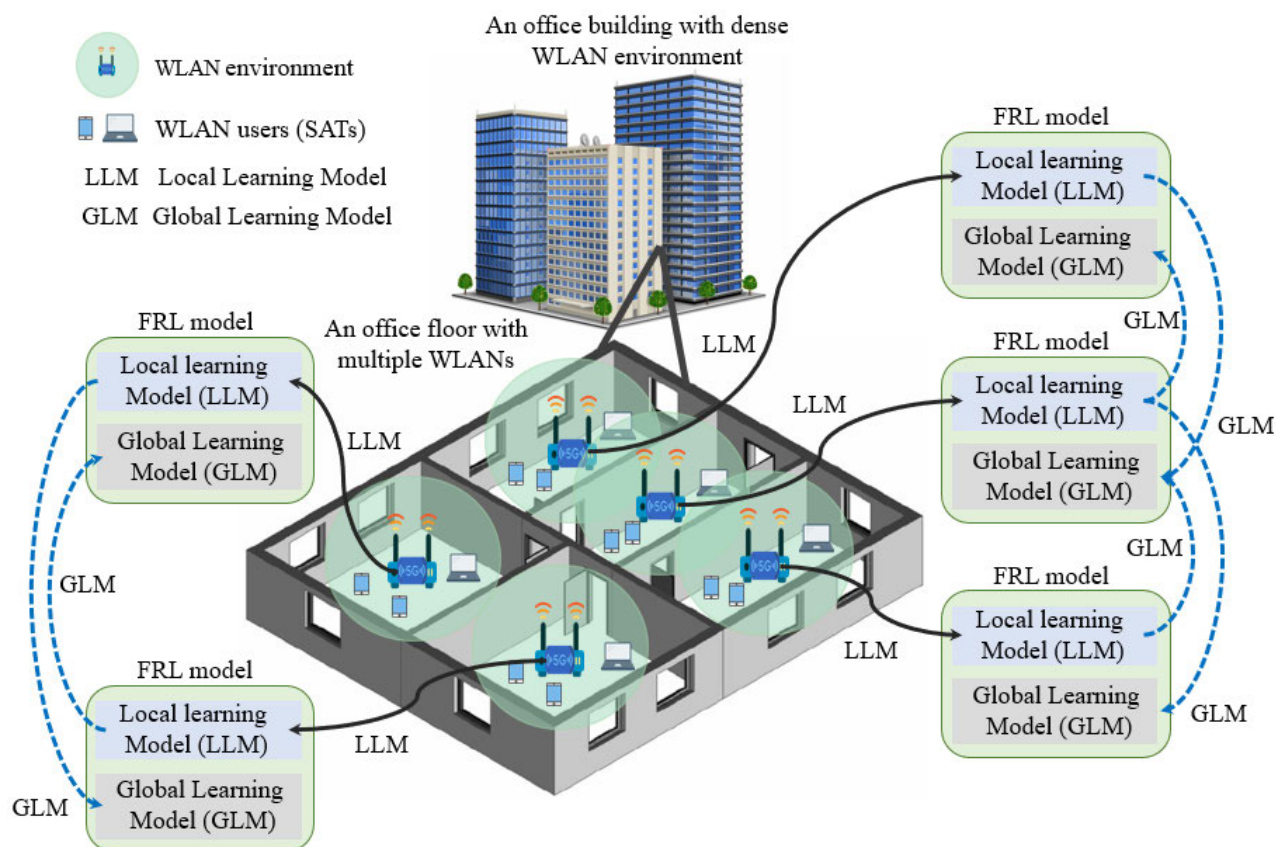 An office building with dense
WLAN environment
WLAN environment
WLAN users (SATs)
LLM Local Learning Model
GLM Global Learning Model
FRL model
Local learning
Model (LLM)
Global Learning
Model (GLM)
GLM
LLM
An office floor with
multiple WLANs
FRL model
Local learning
Model (LLM)
Global Learning
Model (GLM)
LLM
LLM
FRL model
Local learning
Model (LLM)
Global Learning
Model (GLM)
GLM
GLM
GLM
5G
5G
5G
5G
5G
FRL model
Local learning
Model (LLM)
Global Learning
Model (GLM)
LLM
GLM
FRL model
Local learning
Model (LLM)
Global Learning
Model (GLM)
LLM
GLM